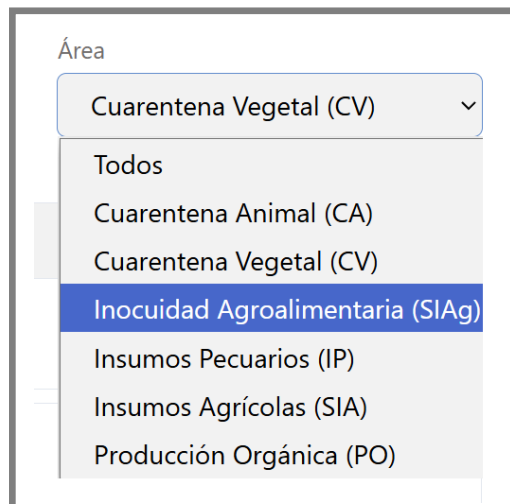 Área
Cuarentena Vegetal (CV)
Todos
Cuarentena Animal (CA)
Cuarentena Vegetal (CV)
Inocuidad Agroalimentaria (SIAg)
Insumos Pecuarios (IP)
Insumos Agrícolas (SIA)
Producción Orgánica (PO)